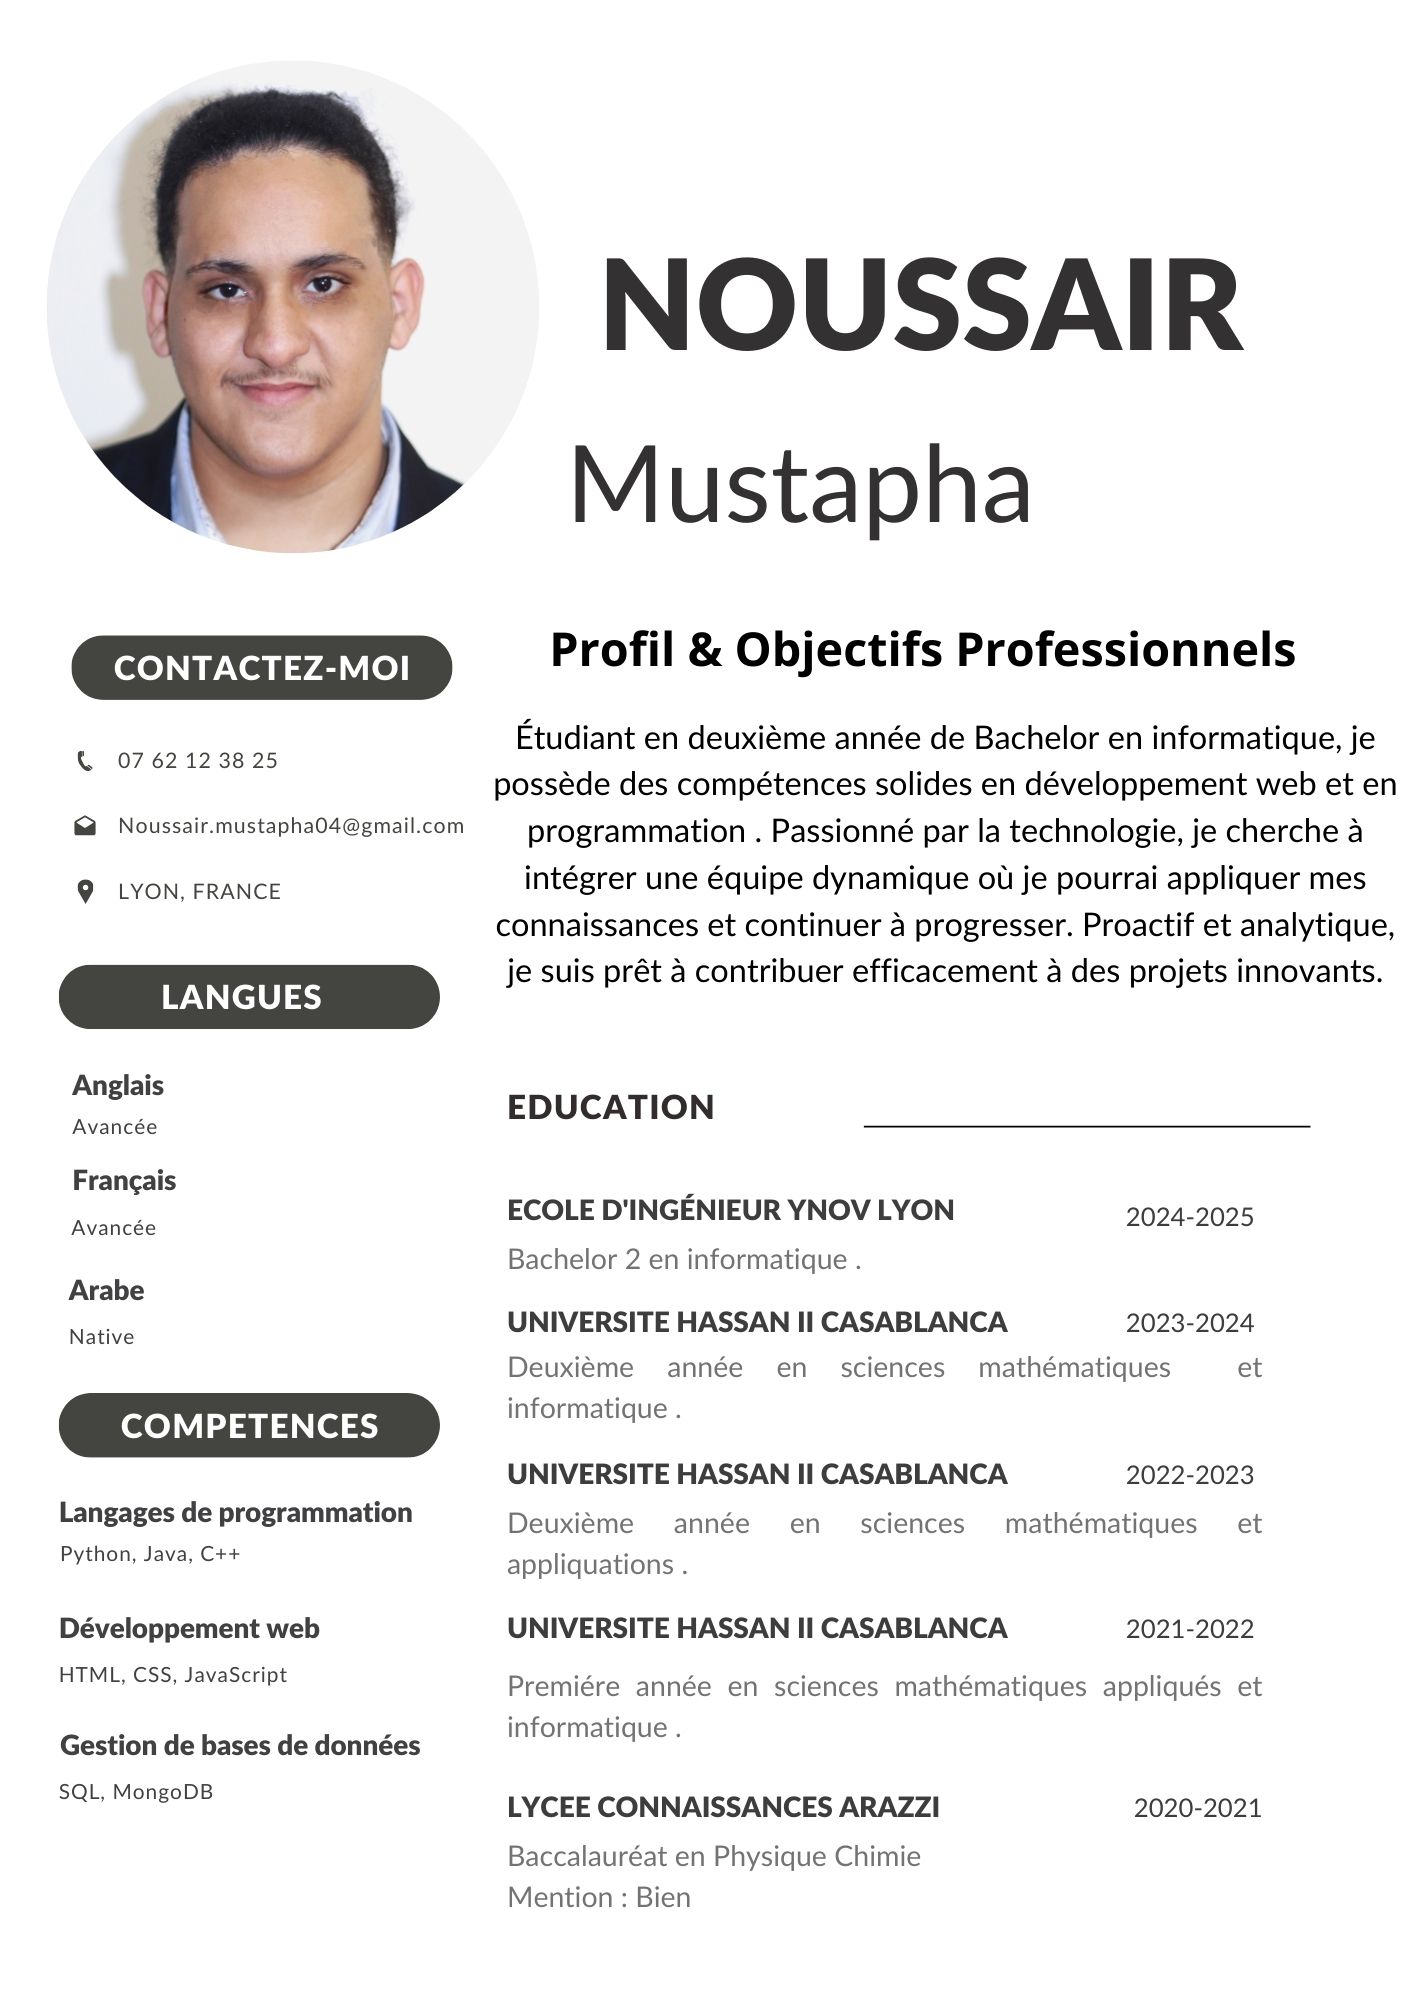 NOUSSAIR
Mustapha
CONTACTEZ-MOI
07 62 12 38 25
Noussair.mustapha04@gmail.com
LYON, FRANCE
LANGUES
Anglais
Avancée
Français
Avancée
Arabe
Native
COMPETENCES
Langages de programmation
Python, Java, C++
Développement web
HTML, CSS, JavaScript
Gestion de bases de données
SQL, MongoDB
Profil & Objectifs Professionnels
Étudiant en deuxième année de Bachelor en informatique, je
possède des compétences solides en développement web et en
programmation . Passionné par la technologie, je cherche à
intégrer une équipe dynamique où je pourrai appliquer mes
connaissances et continuer à progresser. Proactif et analytique,
je suis prêt à contribuer efficacement à des projets innovants.
EDUCATION
ECOLE D'INGÉNIEUR YNOV LYON 2024-2025
Bachelor 2 en informatique .
UNIVERSITE HASSAN II CASABLANCA 2023-2024
Deuxième année en sciences mathématiques et
informatique .
UNIVERSITE HASSAN II CASABLANCA 2022-2023
Deuxième année en sciences mathématiques et
appliquations .
UNIVERSITE HASSAN II CASABLANCA 2021-2022
Premiére année en sciences mathématiques appliqués et
informatique .
LYCEE CONNAISSANCES ARAZZI 2020-2021
Baccalauréat en Physique Chimie
Mention : Bien